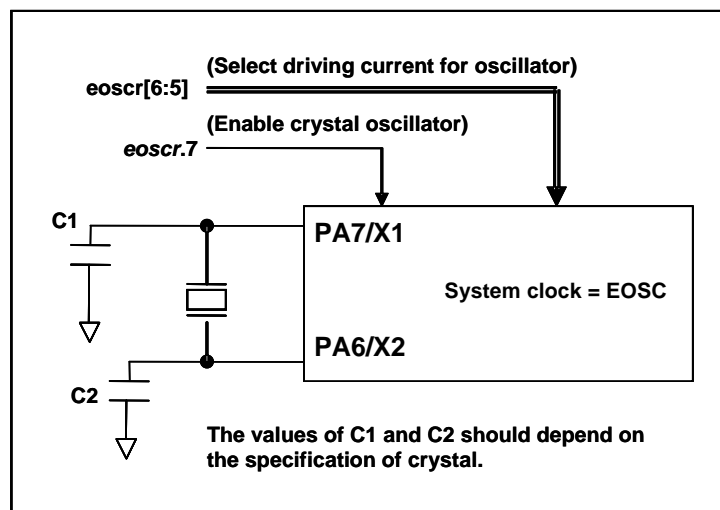 (Select driving current for oscillator)
eoscr[6:5]
(Enable crystal oscillator)
eoscr.7
C1
PA7/X1
System clock = EOSC
PA6/X2
C2
The values of C1 and C2 should depend on
the specification of crystal.